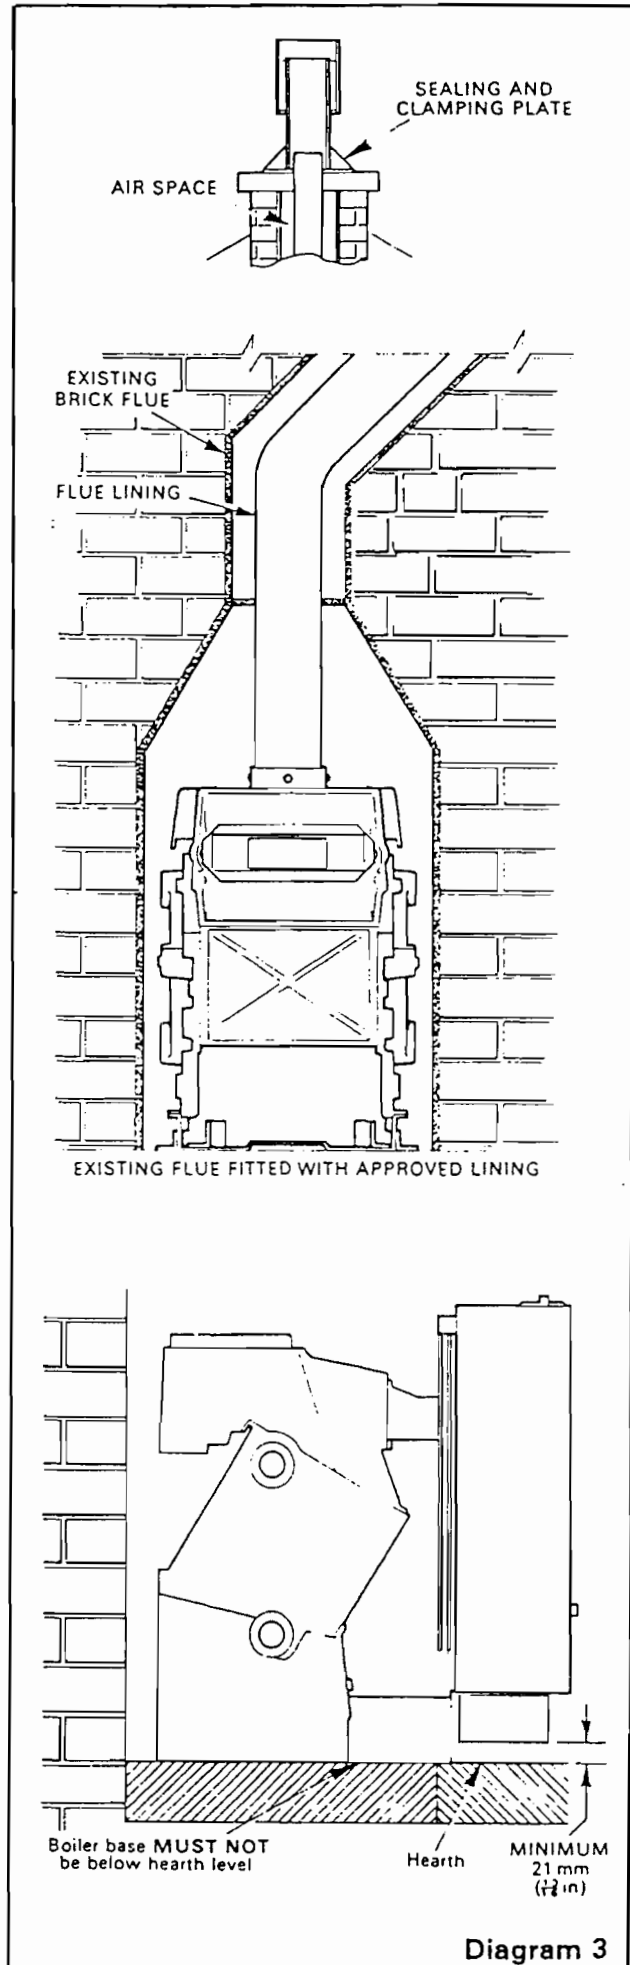 SEALING AND
CLAMPING PLATE
AIR SPACE
EXISTING
BRICK FLUE
FLUE LINING
EXISTING FLUE FITTED WITH APPROVED LINING
Boiler base MUST NOT
be below hearth level
Hearth
MINIMUM
21 mm
in)
Diagram 3